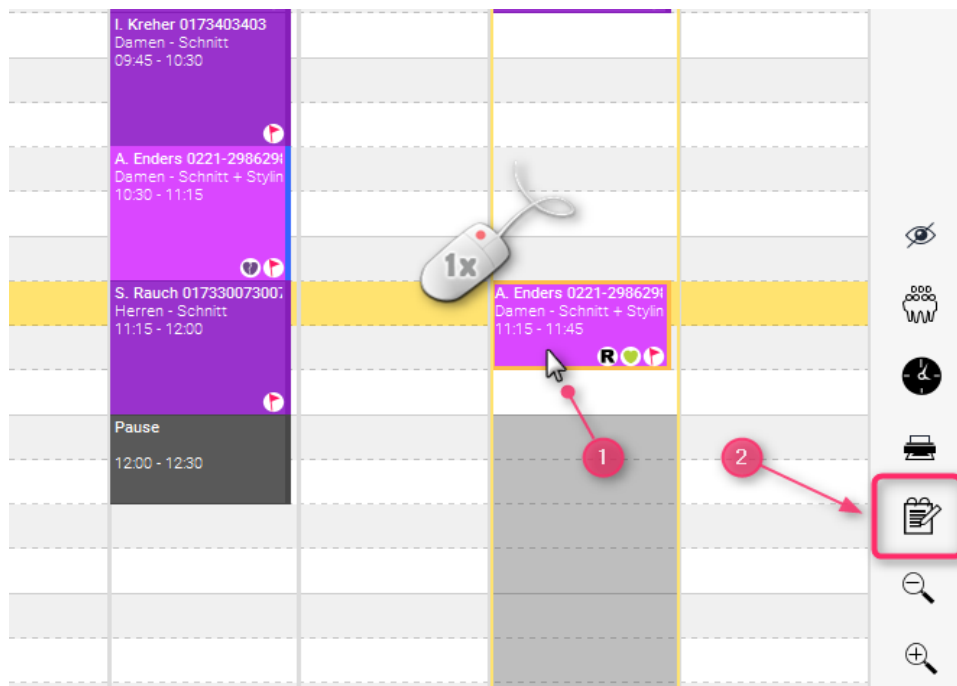 I. Kreher 0173403403
Damen - Schnitt
09:45 - 10:30
A. Enders 0221-2986298
Damen - Schnitt + Stylin
10:30 - 11:15
S. Rauch 017330073007
Herren - Schnitt
11:15 - 12:00
Pause
12:00 - 12:30
1x
A. Enders 0221-298629
Damen - Schnitt + Stylin
11:15 - 11:45
R
1
2